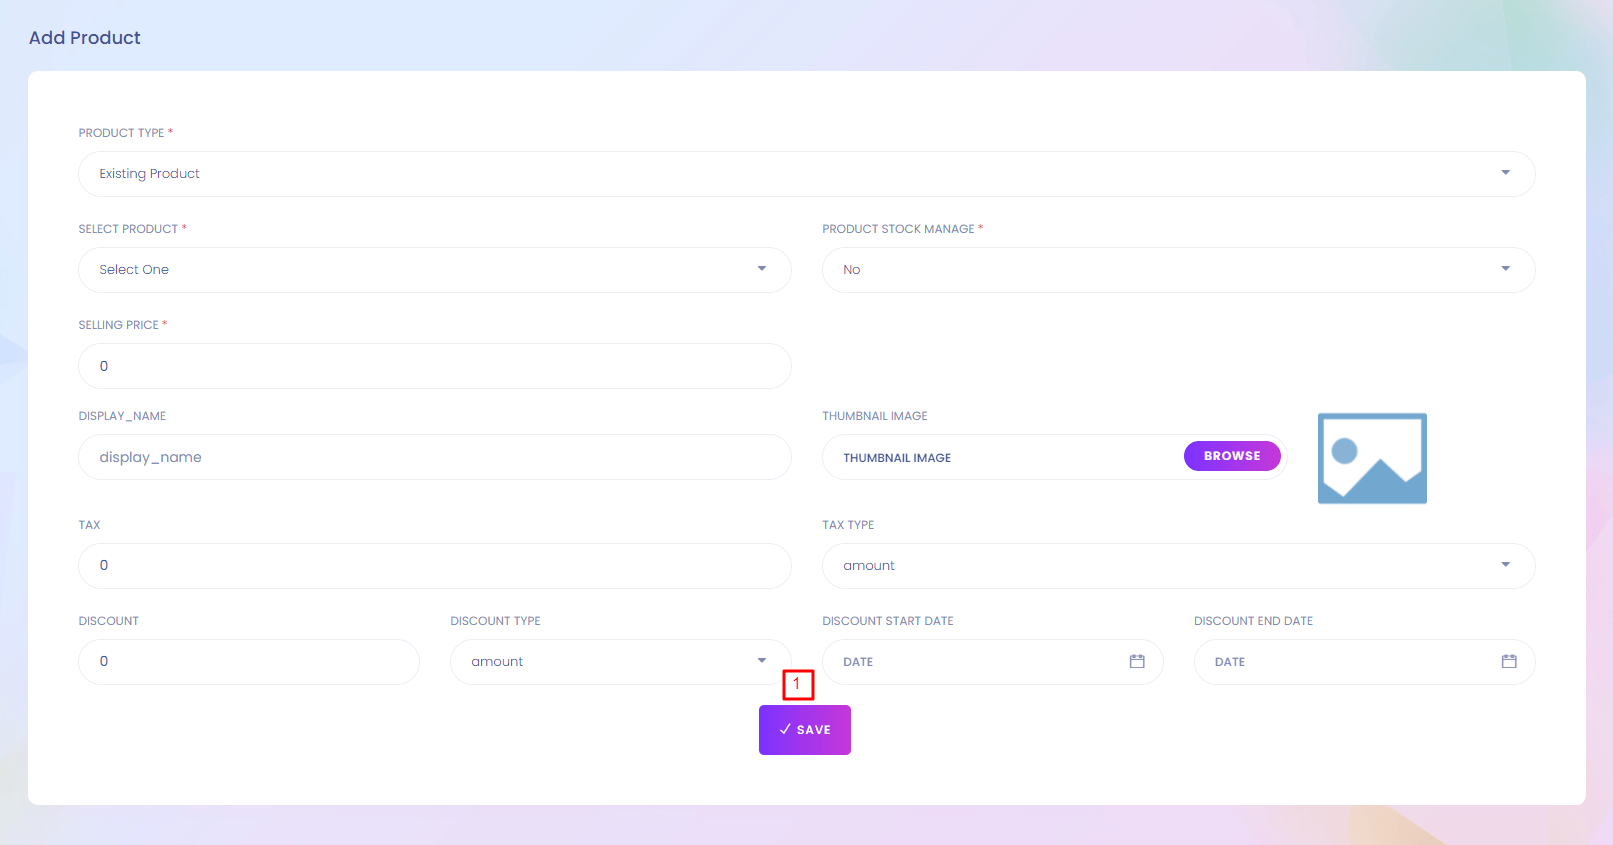 Add Product
PRODUCT TYPE *
Existing Product
SELECT PRODUCT * PRODUCT STOCK MANAGE *
Select One No
SELLING PRICE *
0
DISPLAY_NAME THUMBNAIL IMAGE
display_name THUMBNAIL IMAGE BROWSE
TAX TAX TYPE
0 amount
DISCOUNT DISCOUNT TYPE DISCOUNT START DATE DISCOUNT END DATE
0 amount DATE DATE
1
SAVE